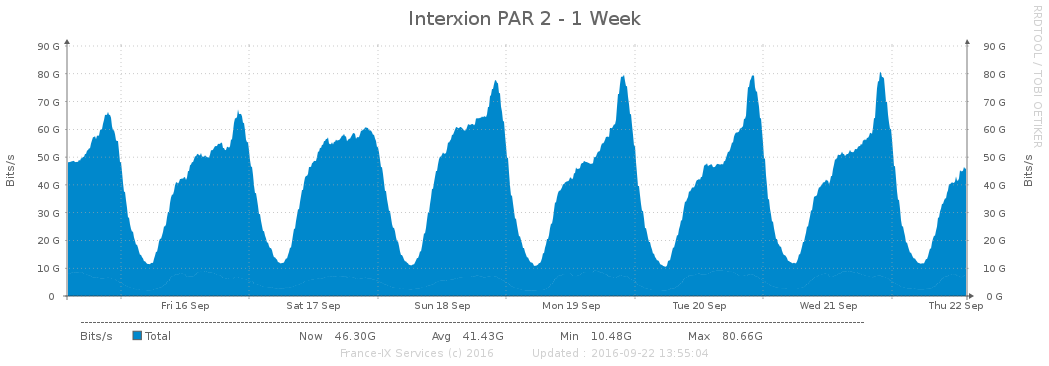 Interxion PAR 2 - 1 Week
RRDTOOL / TOBI OETIKER
Bits/s
90 G
80 G
70 G
60 G
50 G
40 G
30 G
20 G
10 G
0
90 G
80 G
70 G
60 G
50 G
40 G
30 G
20 G
10 G
0 G
Bits/s
Fri 16 Sep Sat 17 Sep Sun 18 Sep Mon 19 Sep Tue 20 Sep Wed 21 Sep Thu 22 Sep
Bits/s Total Now 46.30G Avg 41.43G Min 10.48G Max 80.66G
France-IX Services (c) 2016 Updated : 2016-09-22 13:55:04